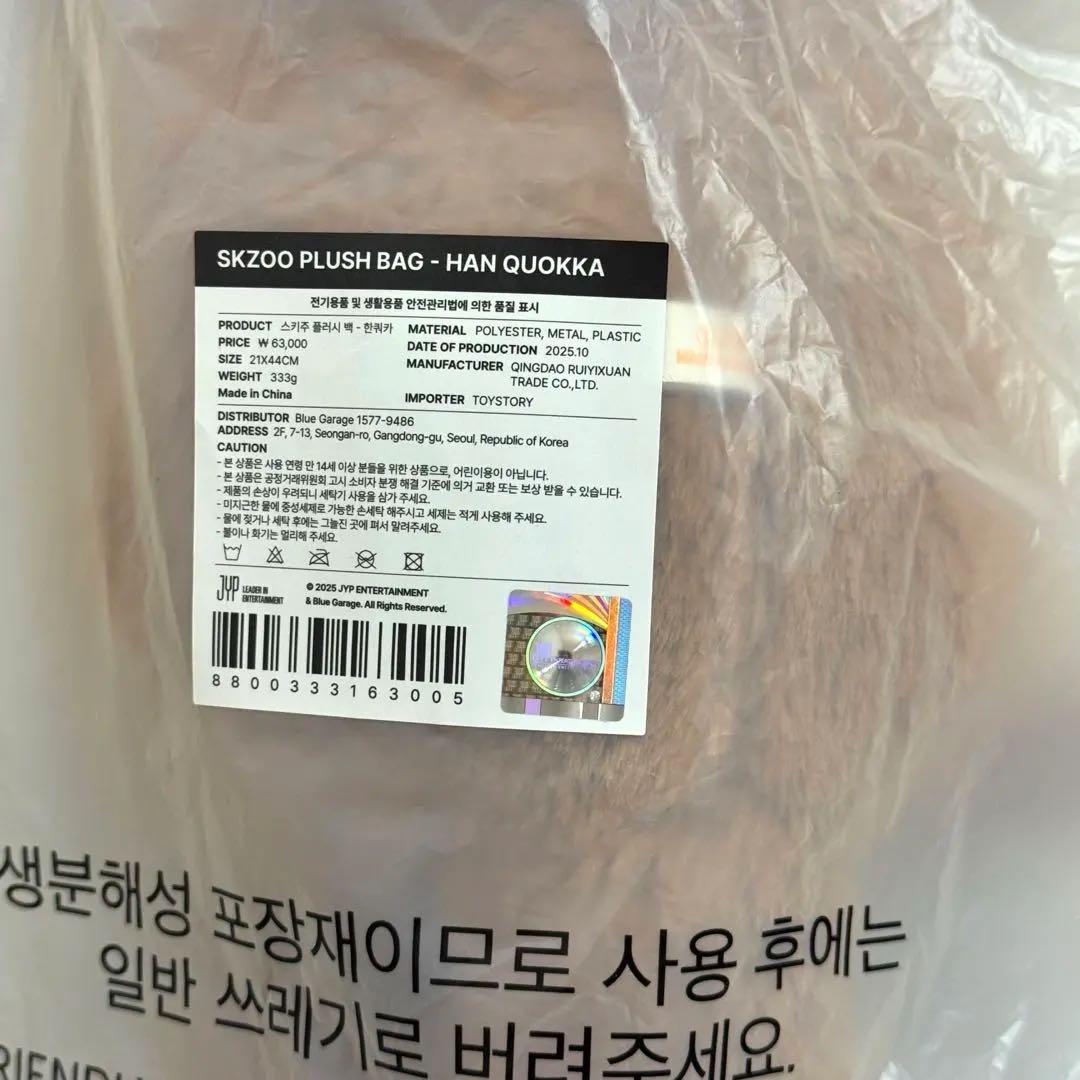 SKZOO PLUSH BAG - HAN QUOKKA
전기용품 및 생활용품 안전관리법에 의한 품질 표시
PRODUCT 스키주 플러시 백 - 한쿼카
PRICE ₩ 63,000
SIZE 21X44CM
WEIGHT 333g
Made in China
MATERIAL POLYESTER, METAL, PLASTIC
DATE OF PRODUCTION 2025.10
MANUFACTURER QINGDAO RUIYIXUAN
TRADE CO.,LTD.
IMPORTER TOYSTORY
DISTRIBUTOR Blue Garage 1577-9486
ADDRESS 2F, 7-13, Seongan-ro, Gangdong-gu, Seoul, Republic of Korea
CAUTION
- 본 상품은 사용 연령 만 14세 이상 분들을 위한 상품으로, 어린이용이 아닙니다.
- 본 상품은 공정거래위원회 고시 소비자 분쟁 해결 기준에 의거 교환 또는 보상 받을 수 있습니다.
- 제품의 손상이 우려되니 세탁기 사용을 삼가 주세요.
- 미지근한 물에 중성세제로 가능한 손세탁 해주시고 세제는 적게 사용해 주세요.
- 물에 젖거나 세탁 후에는 그늘진 곳에 펴서 말려주세요.
- 불이나 화기는 멀리해 주세요.
JYP LEADER IN
ENTERTAINMENT
© 2025 JYP ENTERTAINMENT
& Blue Garage. All Rights Reserved.
8800333163005
생분해성 포장재이므로 사용 후에는
일반 쓰레기로 버려주세요.